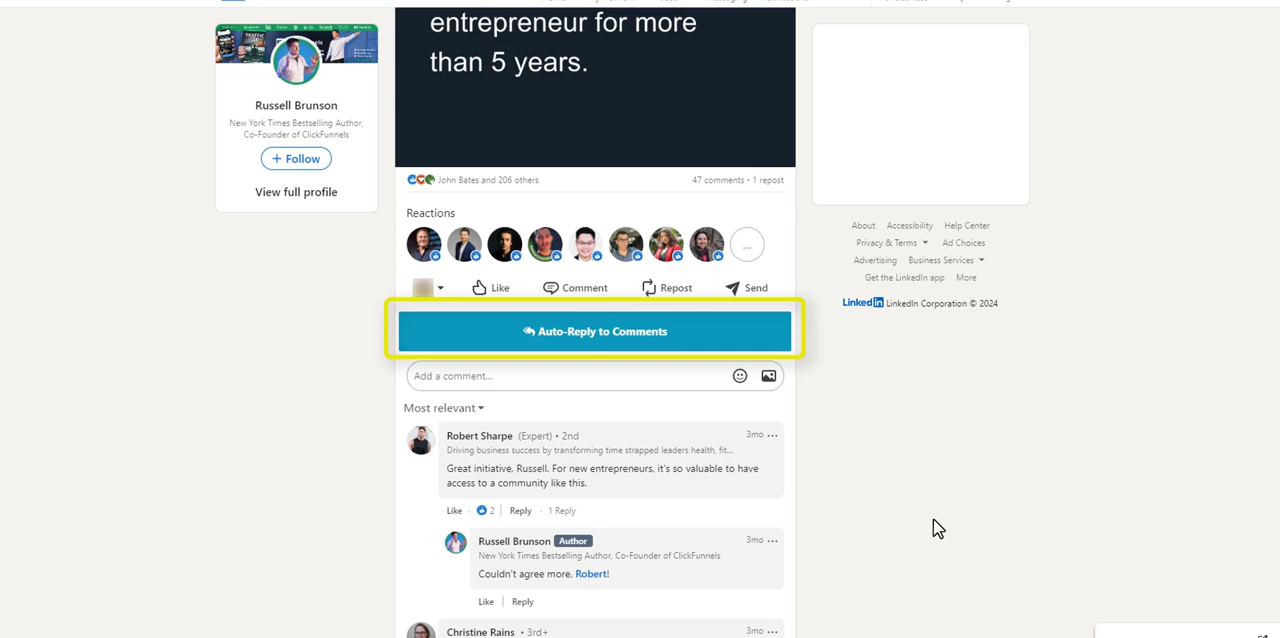 entrepreneur for more
than 5 years.
Russell Brunson
New York Times Bestselling Author,
Co-Founder of ClickFunnels
+ Follow
View full profile
John Bates and 206 others
47 comments • 1 repost
Reactions
...
Like
Comment
Repost
Send
Auto-Reply to Comments
Add a comment...
Most relevant
Robert Sharpe (Expert) • 2nd
3mo ...
Driving business success by transforming time strapped leaders health, fit...
Great initiative, Russell. For new entrepreneurs, it's so valuable to have
access to a community like this.
Like · 2 | Reply · 1 Reply
Russell Brunson Author
3mo ...
New York Times Bestselling Author, Co-Founder of ClickFunnels
Couldn't agree more, Robert!
Like | Reply
Christine Rains • 3rd+
3mo ...
About Accessibility Help Center
Privacy & Terms Ad Choices
Advertising Business Services
Get the LinkedIn app More
LinkedIn LinkedIn Corporation © 2024